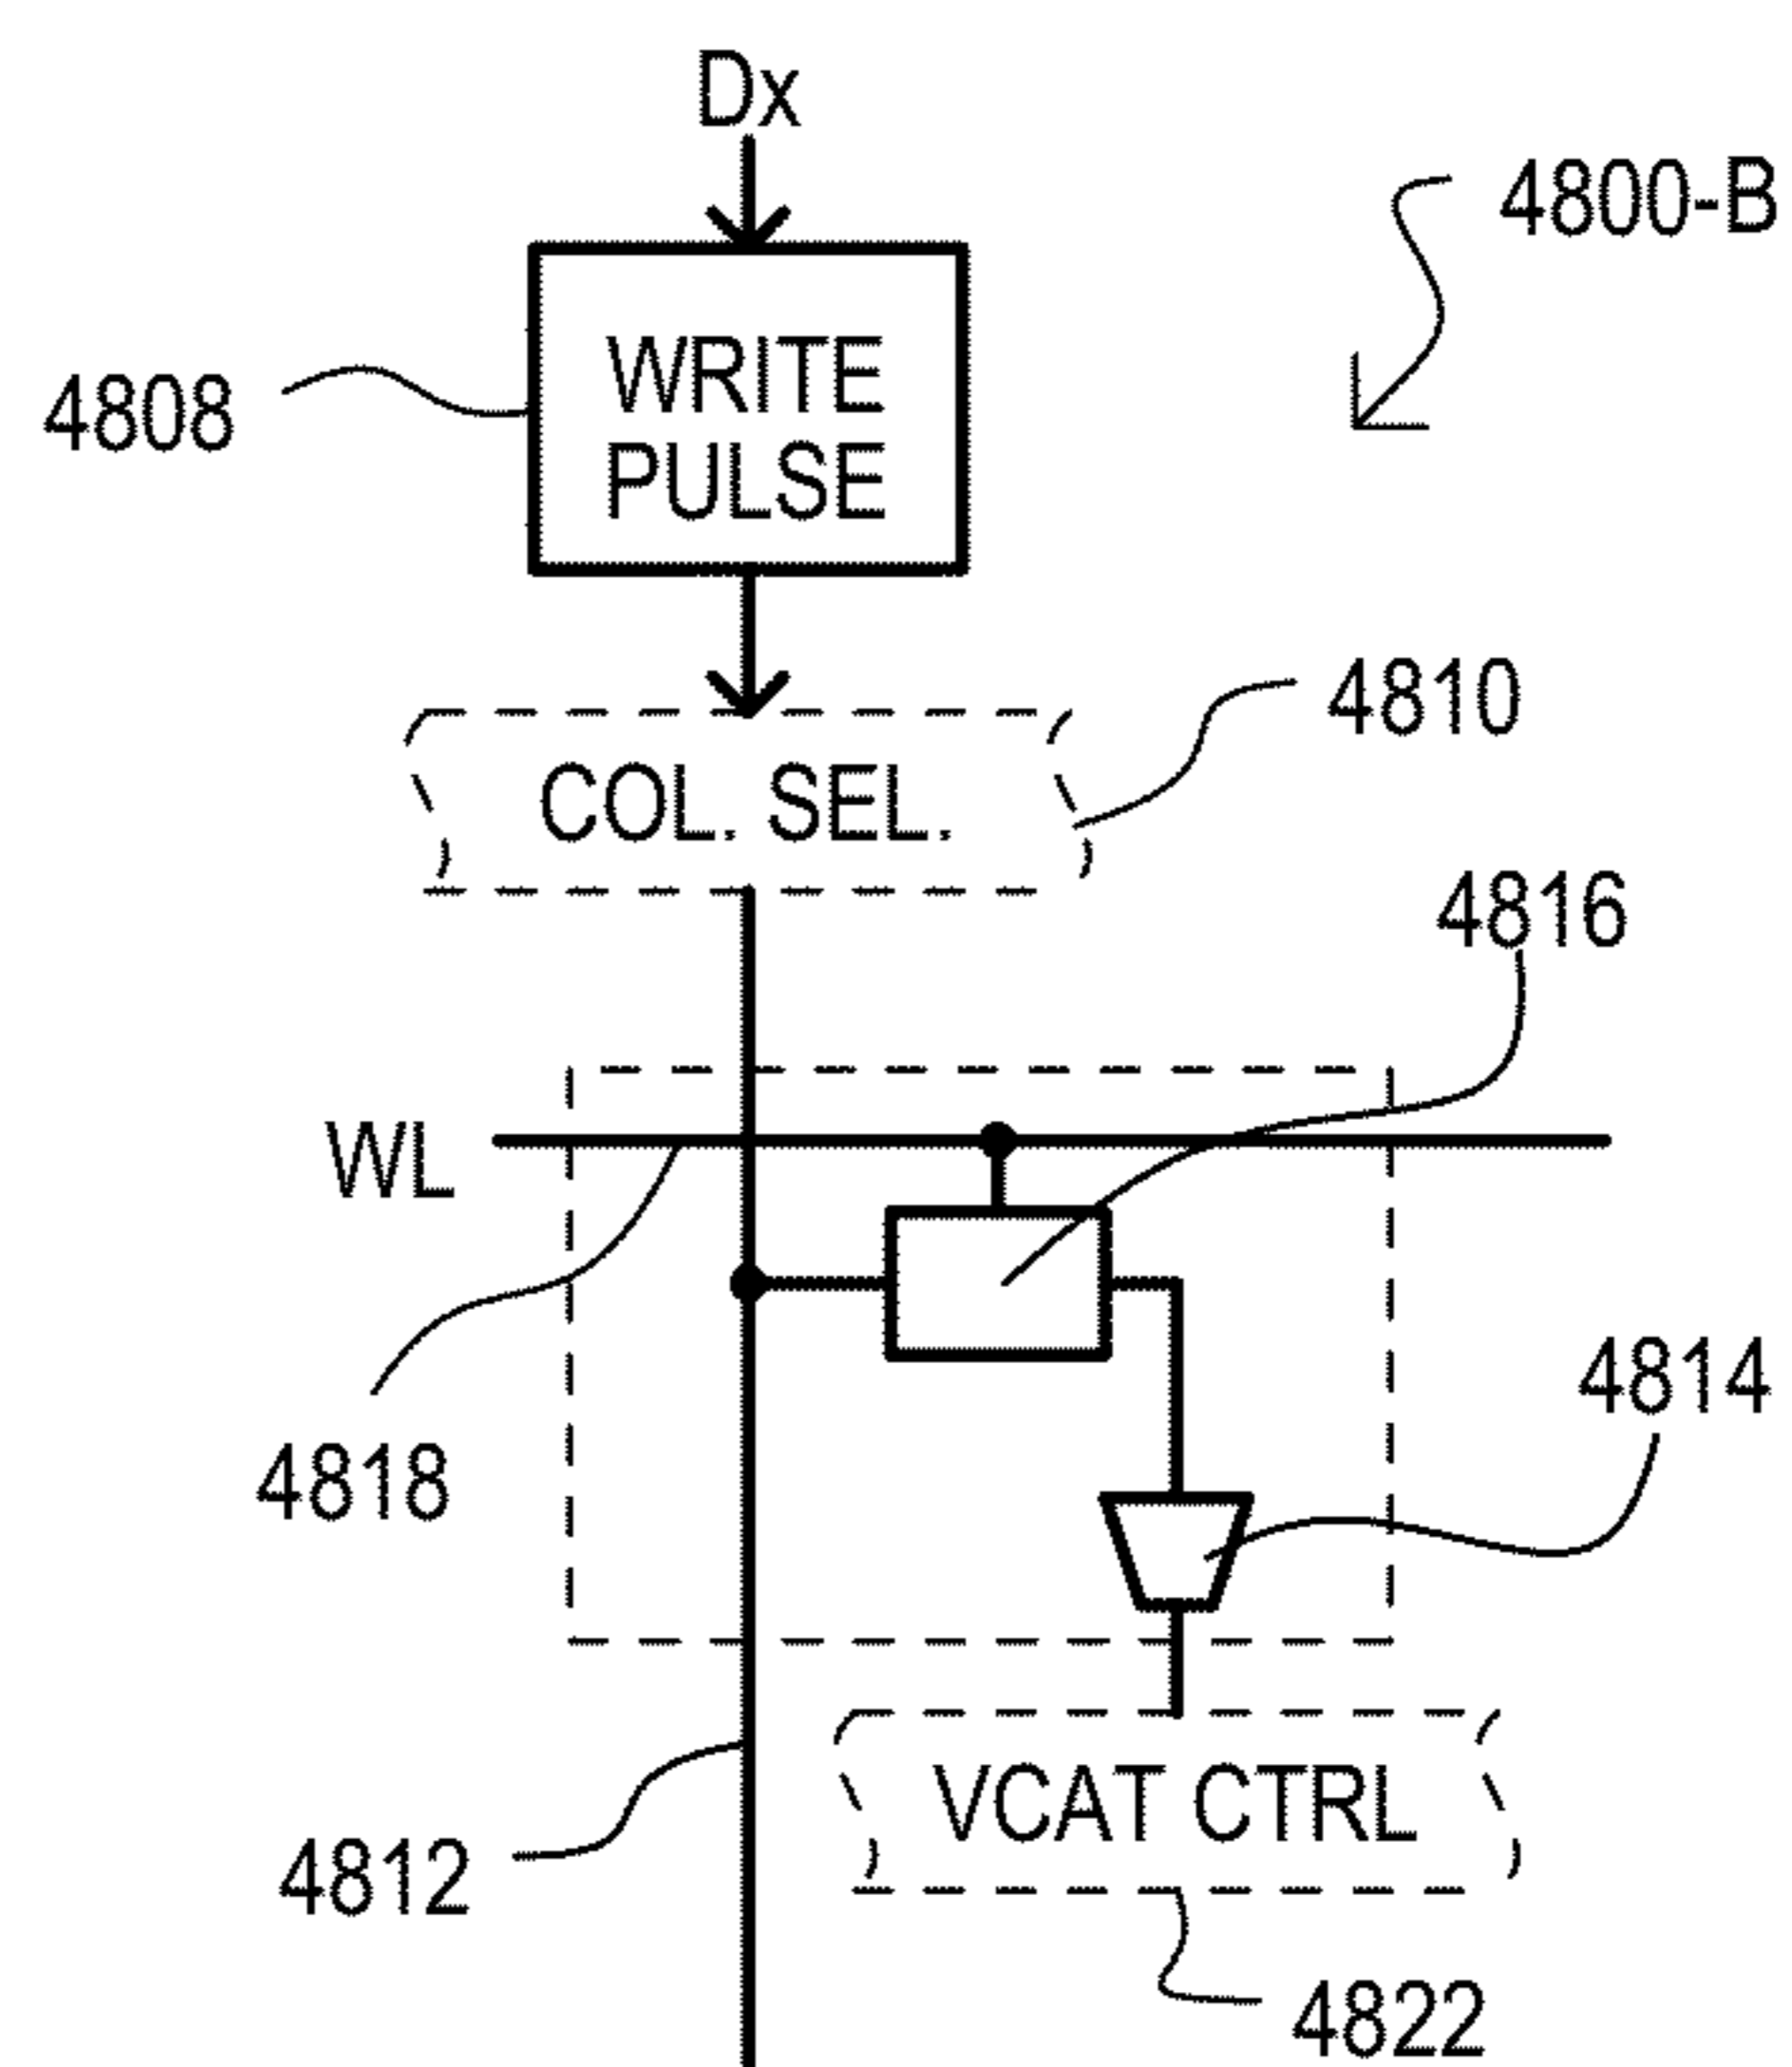 Dx
4800-B
WRITE
PULSE
4808
4810
COL. SEL.
4816
WL
4814
4818
VCAT CTRL
4812
4822